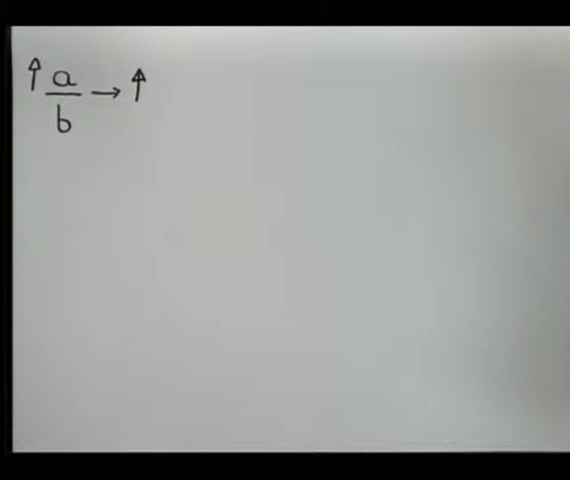 ↑ a/b → ↑